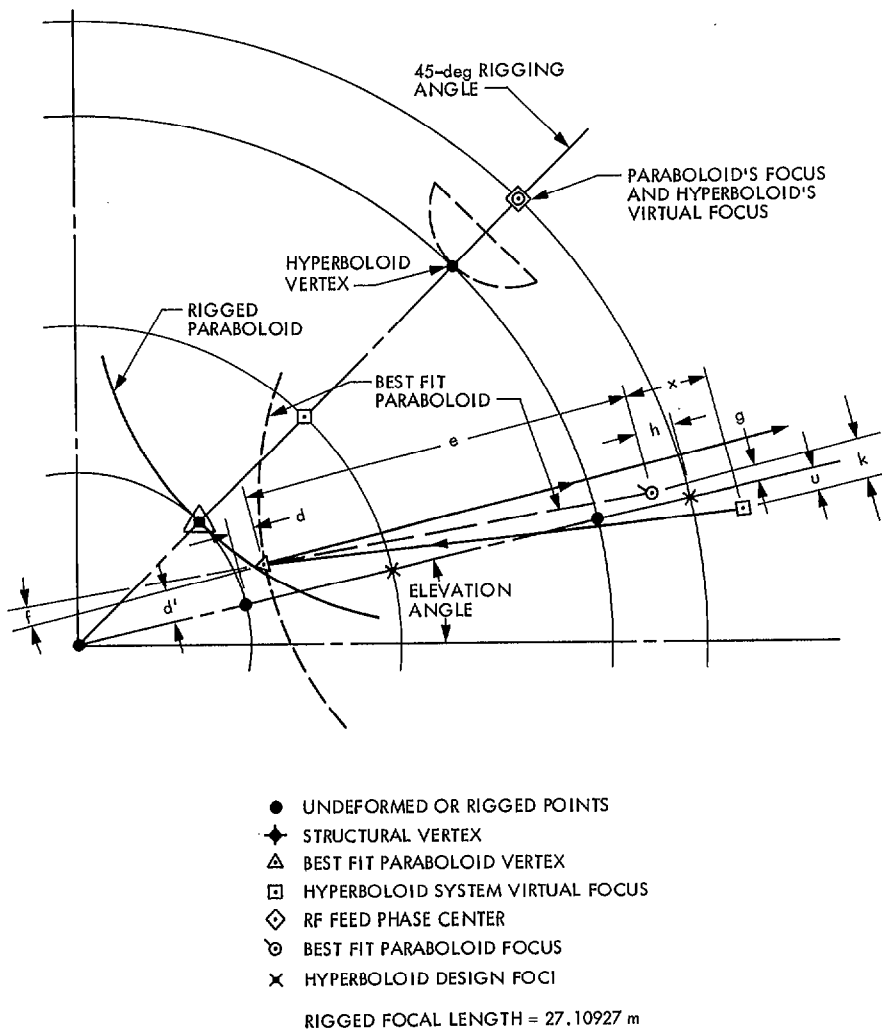 45-deg RIGGING
ANGLE
PARABOLOID'S FOCUS
AND HYPERBOLOID'S
VIRTUAL FOCUS
HYPERBOLOID
VERTEX
RIGGED
PARABOLOID
BEST FIT
PARABOLOID
x
g
h
e
k
u
d
ELEVATION
ANGLE
f
d'
UNDEFORMED OR RIGGED POINTS
STRUCTURAL VERTEX
BEST FIT PARABOLOID VERTEX
HYPERBOLOID SYSTEM VIRTUAL FOCUS
RF FEED PHASE CENTER
BEST FIT PARABOLOID FOCUS
HYPERBOLOID DESIGN FOCI
RIGGED FOCAL LENGTH = 27.10927 m